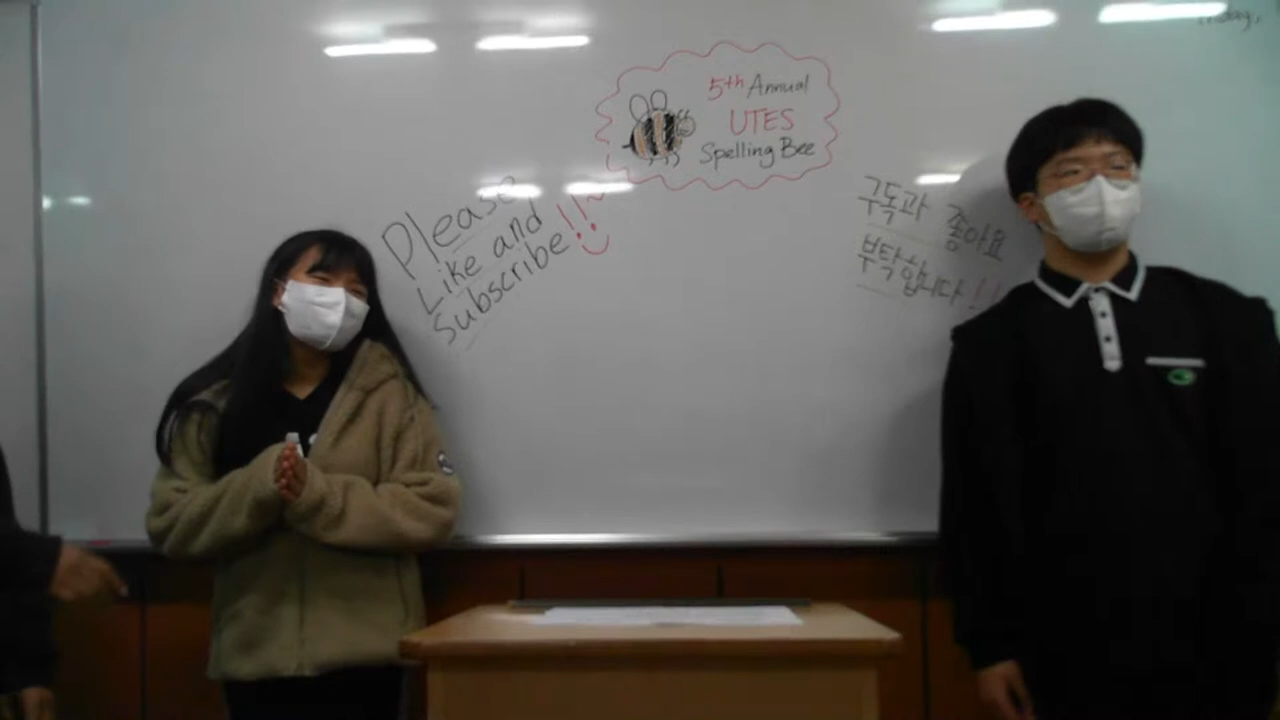 5th Annual
UTES
Spelling Bee
Please
Like and
Subscribe!!~
구독과 좋아요
부탁합니다!!